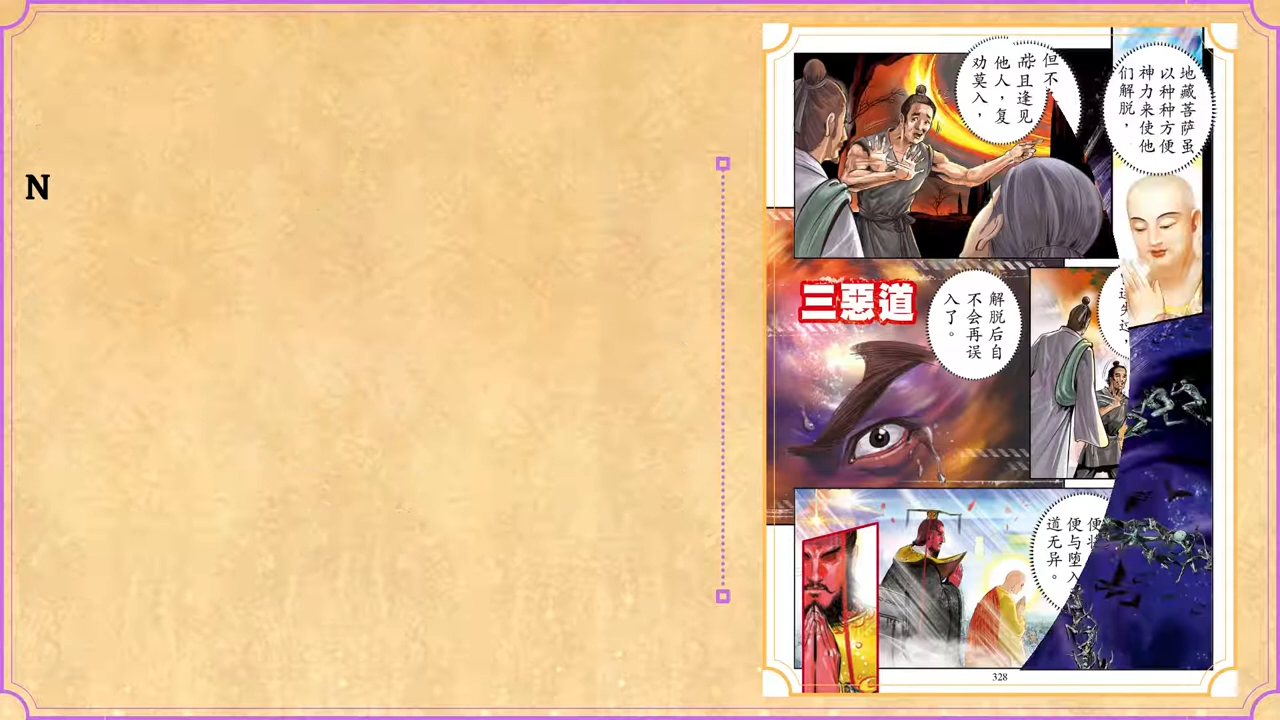 N
地藏菩萨虽
以种种方便
神力来使他
们解脱，
但不
且逢见
他人，复
劝莫入，
三惡道
解脱后自
不会再误
入了。
便
便与堕入
道无异。
328